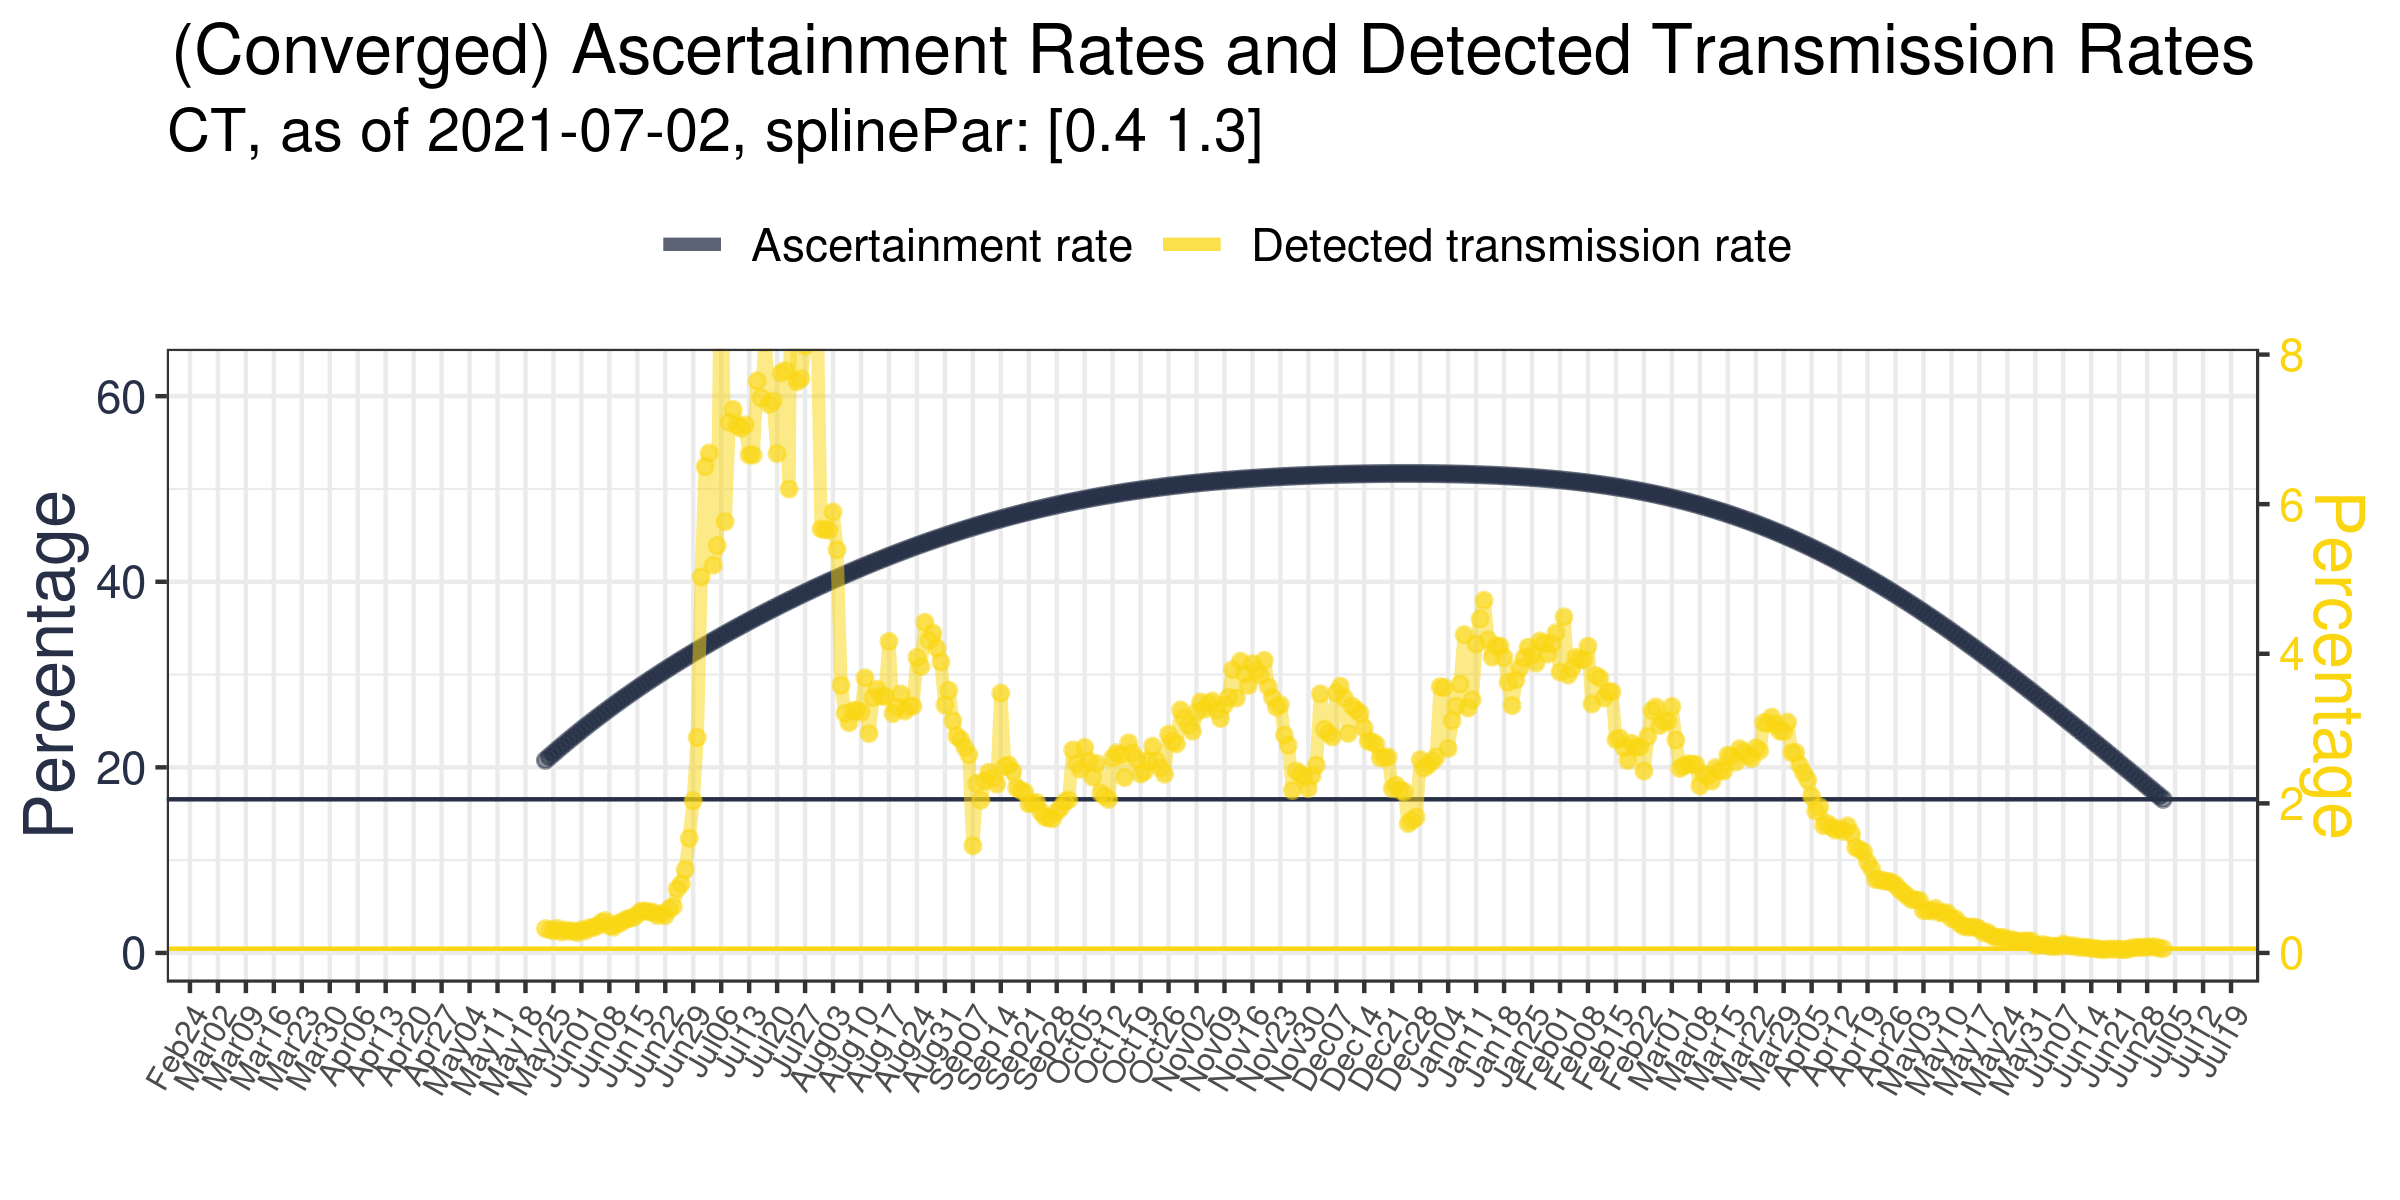 (Converged) Ascertainment Rates and Detected Transmission Rates
CT, as of 2021-07-02, splinePar: [0.4 1.3]
Ascertainment rate Detected transmission rate
Percentage
60
40
20
0
8
6
4
2
0
Percentage
Feb24 Mar02 Mar09 Mar16 Mar23 Mar30 Apr06 Apr13 Apr20 Apr27 May04 May11 May18 May25 Jun01 Jun08 Jun15 Jun22 Jun29 Jul06 Jul13 Jul20 Jul27 Aug03 Aug10 Aug17 Aug24 Aug31 Sep07 Sep14 Sep21 Sep28 Oct05 Oct12 Oct19 Oct26 Nov02 Nov09 Nov16 Nov23 Nov30 Dec07 Dec14 Dec21 Dec28 Jan04 Jan11 Jan18 Jan25 Feb01 Feb08 Feb15 Feb22 Mar01 Mar08 Mar15 Mar22 Mar29 Apr05 Apr12 Apr19 Apr26 May03 May10 May17 May24 May31 Jun07 Jun14 Jun21 Jun28 Jul05 Jul12 Jul19